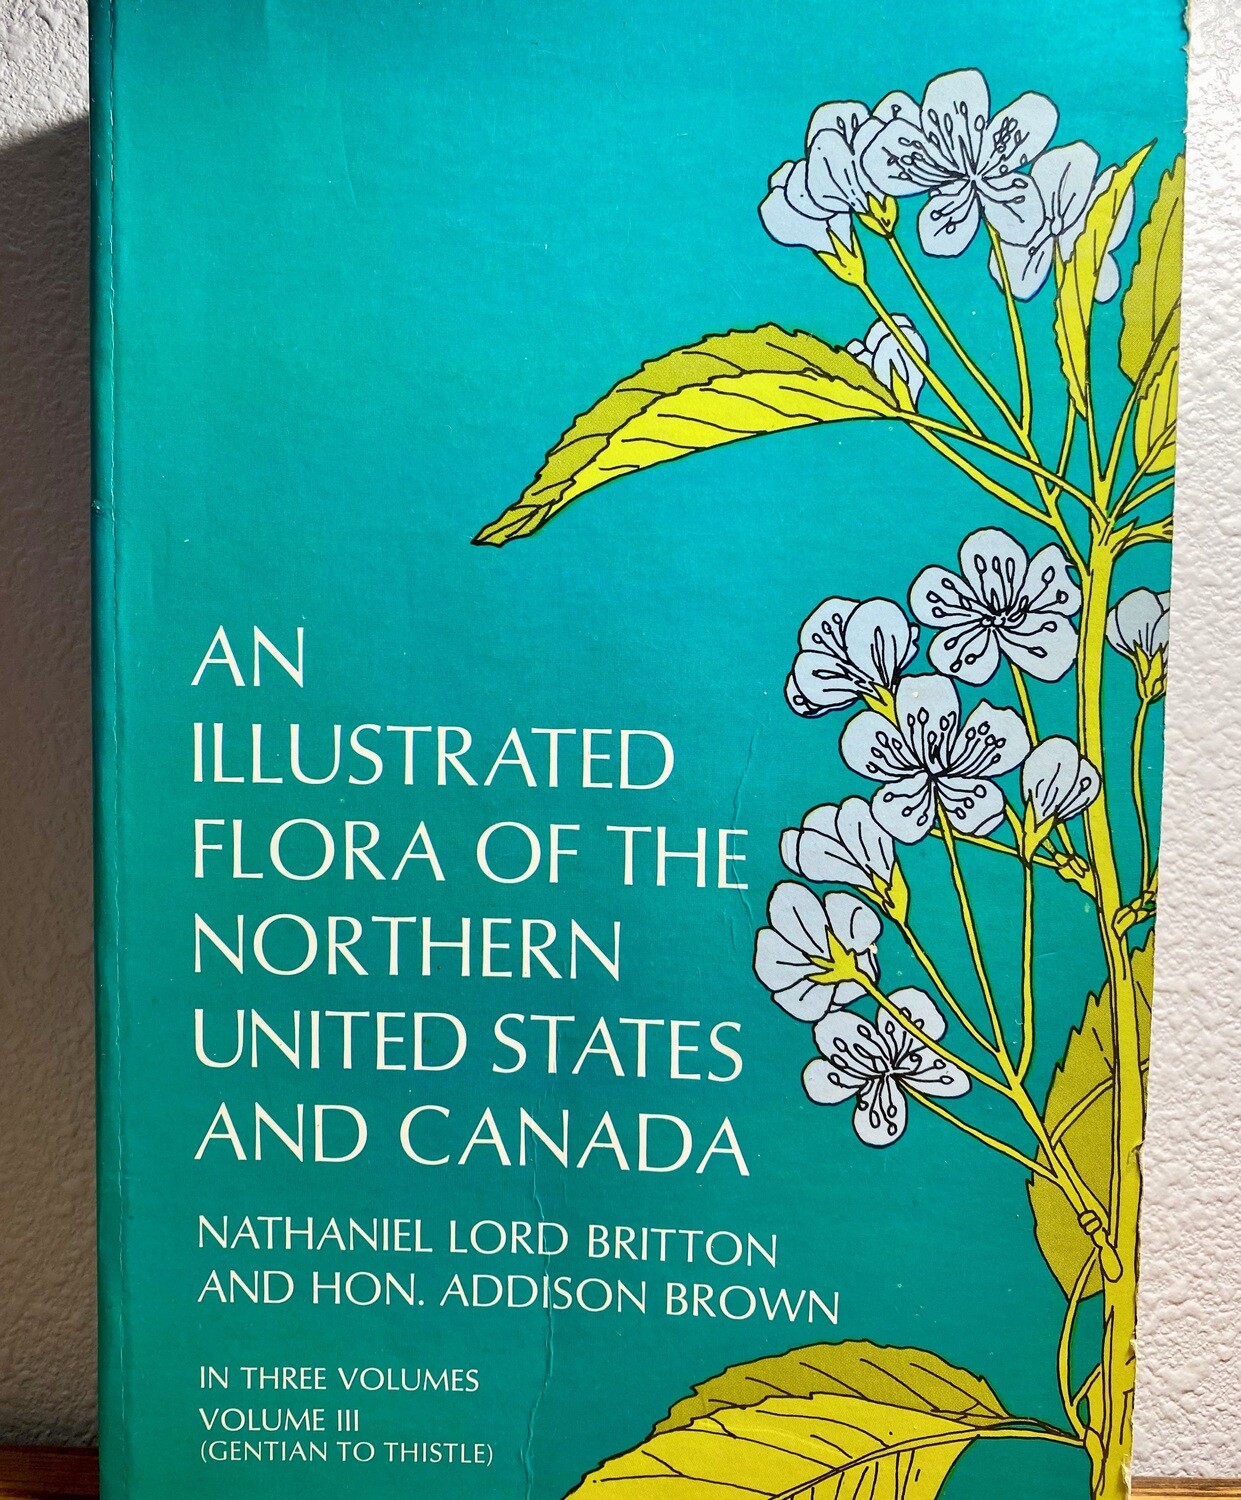 AN
ILLUSTRATED
FLORA OF THE
NORTHERN
UNITED STATES
AND CANADA
NATHANIEL LORD BRITTON
AND HON. ADDISON BROWN
IN THREE VOLUMES
VOLUME III
(GENTIAN TO THISTLE)